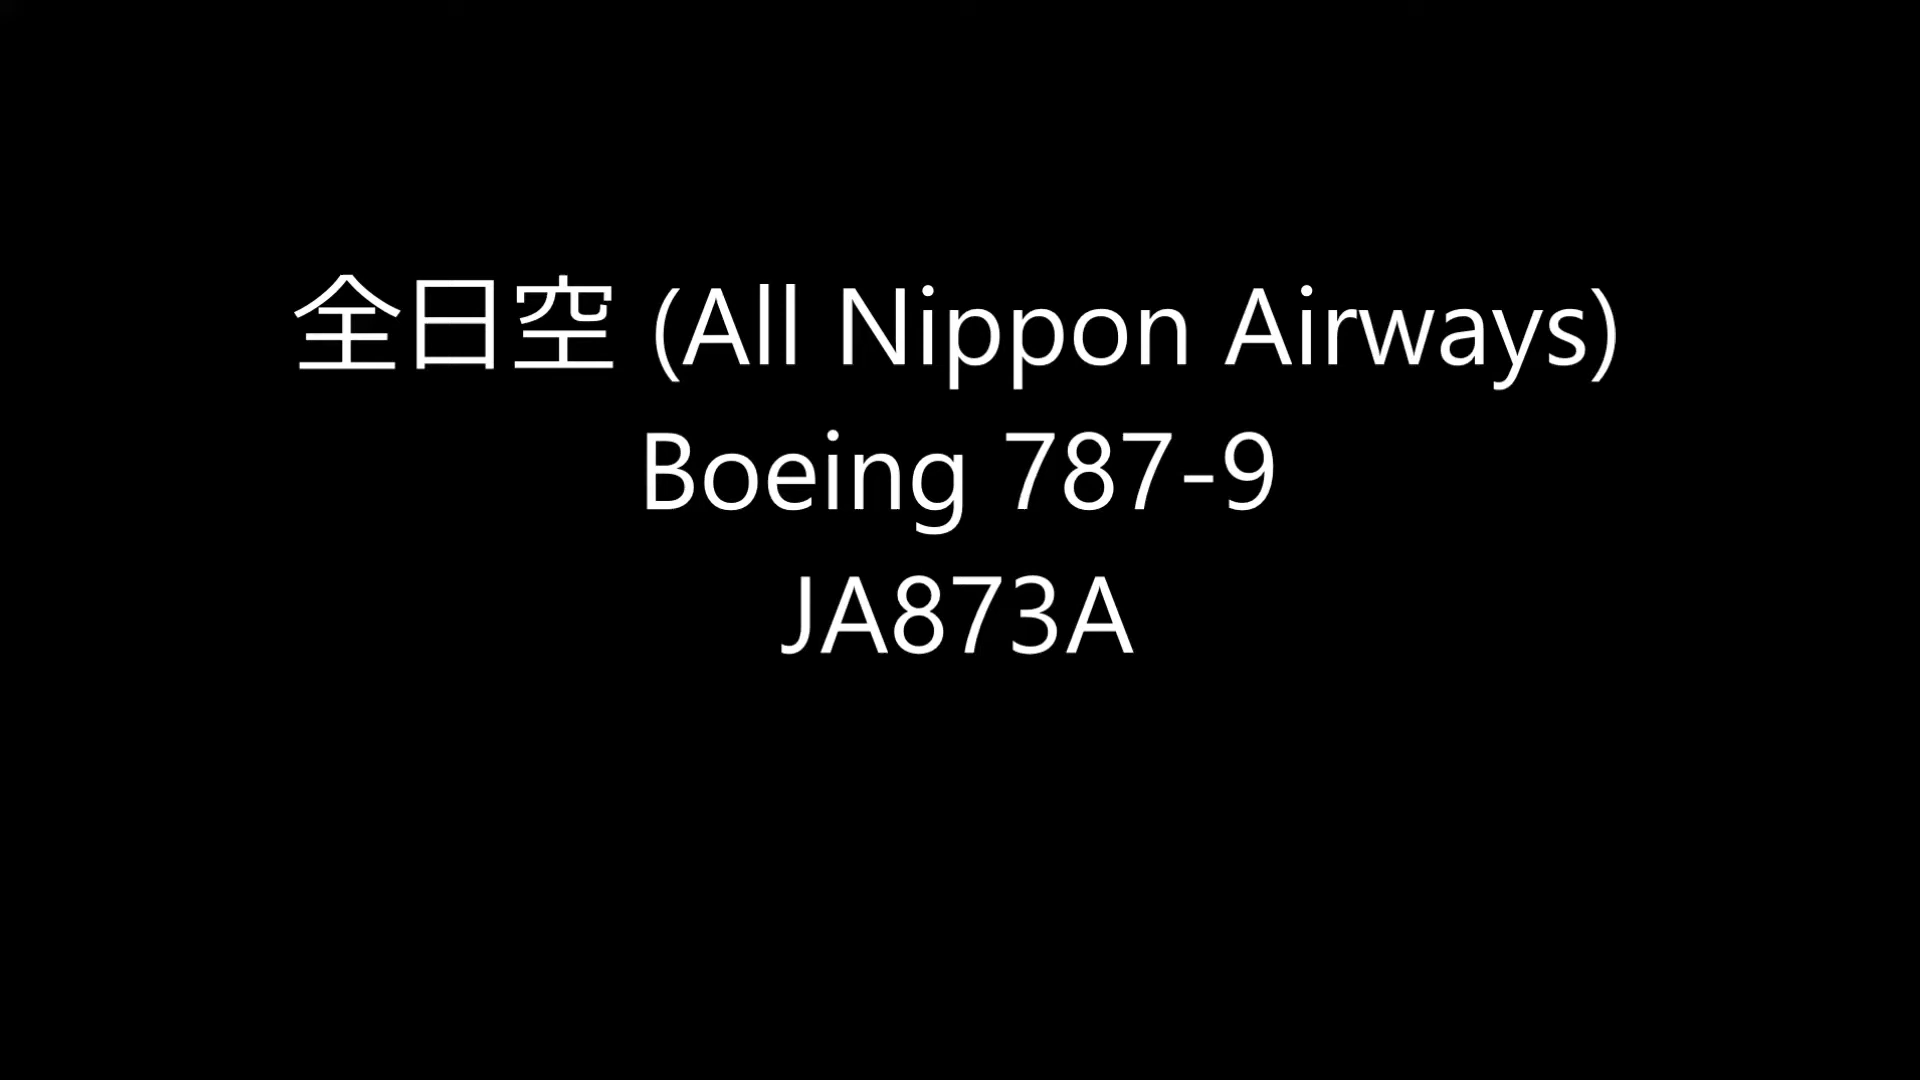 全日空 (All Nippon Airways)
Boeing 787-9
JA873A